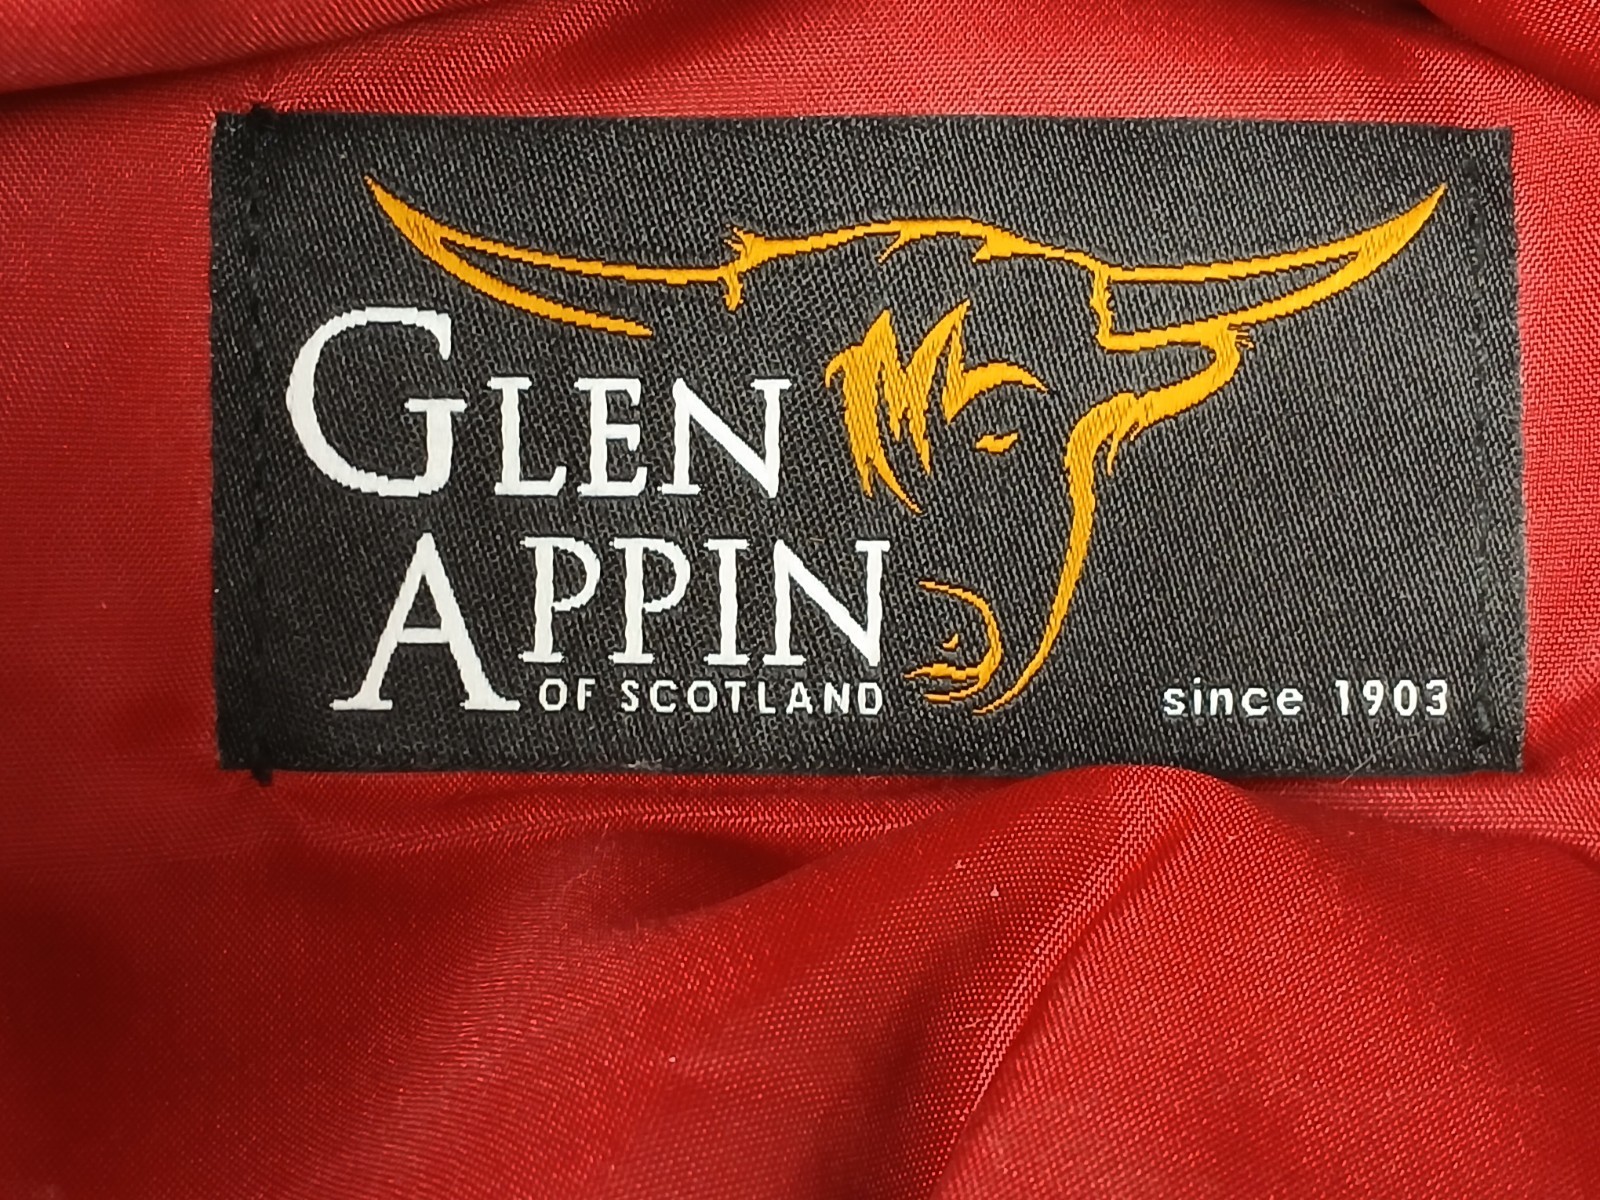 GLEN
APPIN
OF SCOTLAND
since 1903